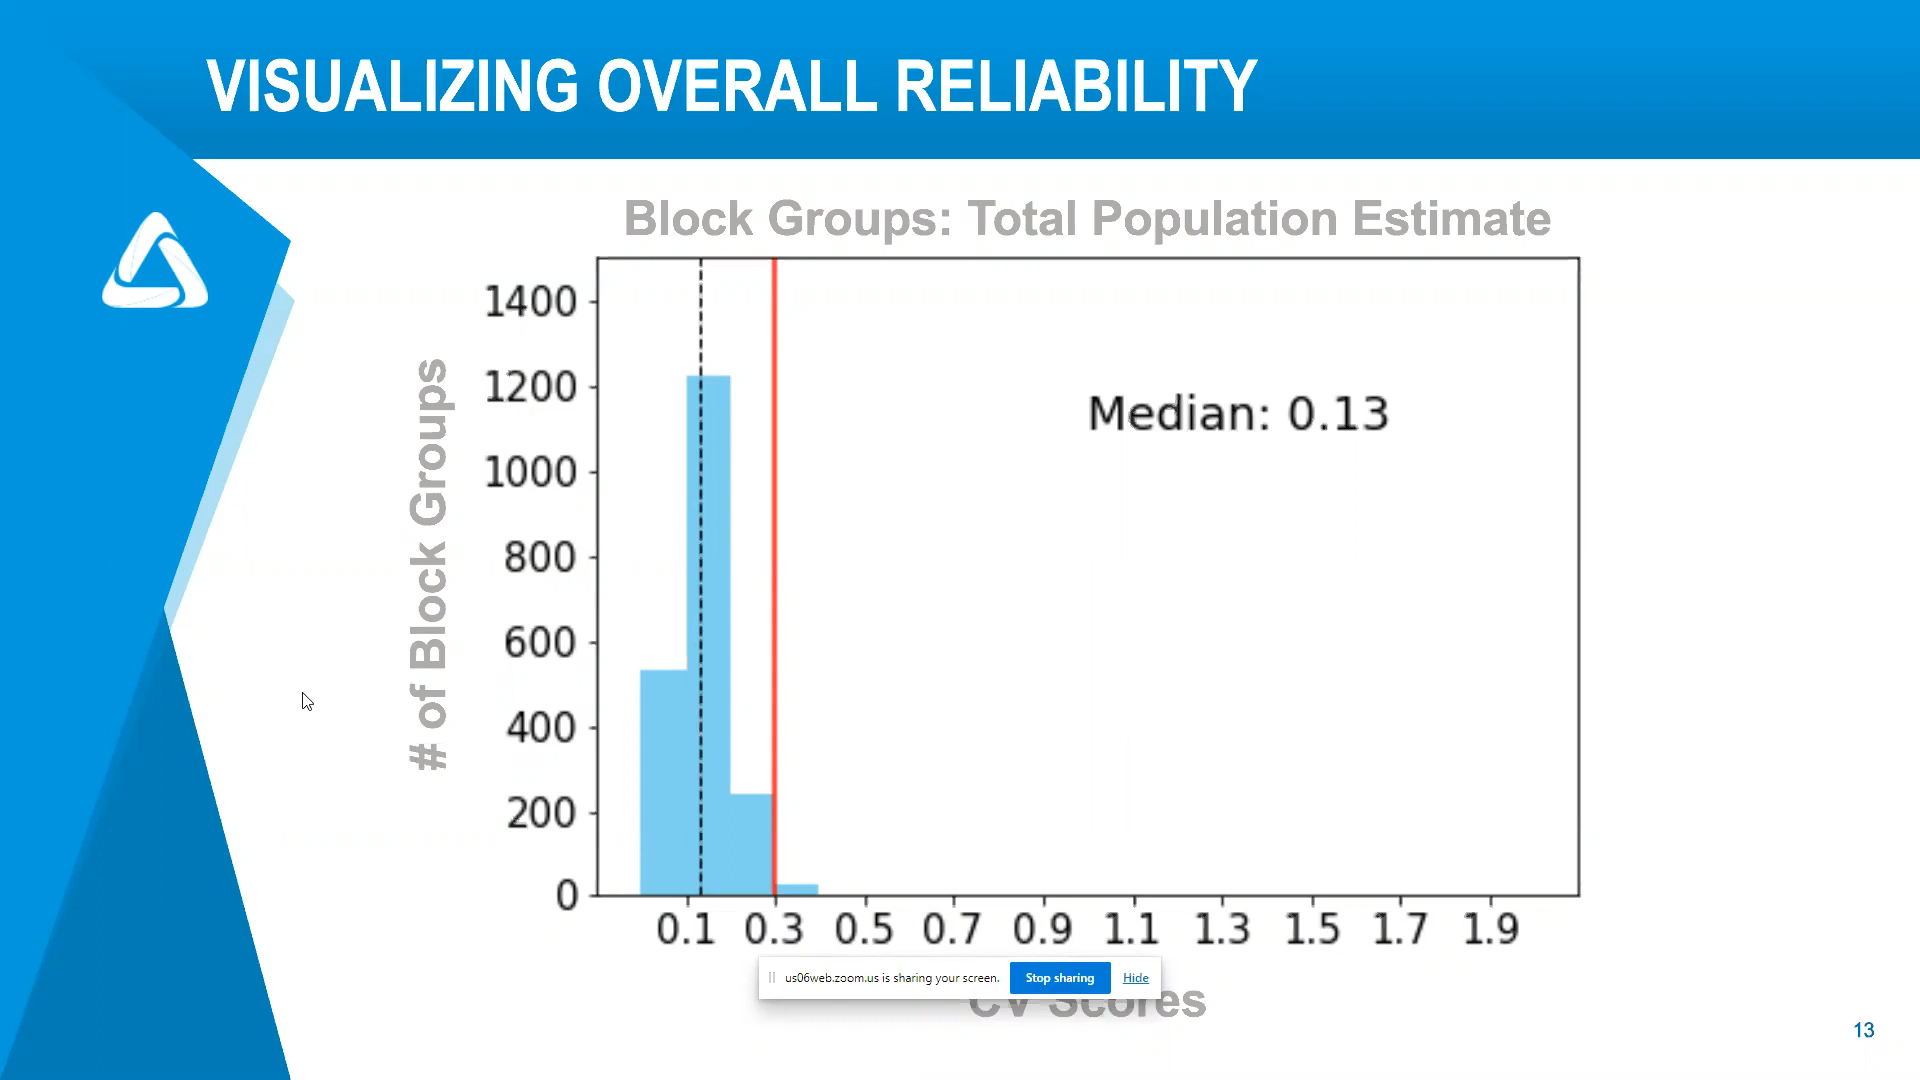 VISUALIZING OVERALL RELIABILITY
Block Groups: Total Population Estimate
# of Block Groups
1400
1200
1000
800
600
400
200
0
Median: 0.13
0.1 0.3 0.5 0.7 0.9 1.1 1.3 1.5 1.7 1.9
us06web.zoom.us is sharing your screen. Stop sharing Hide
CV Scores
13